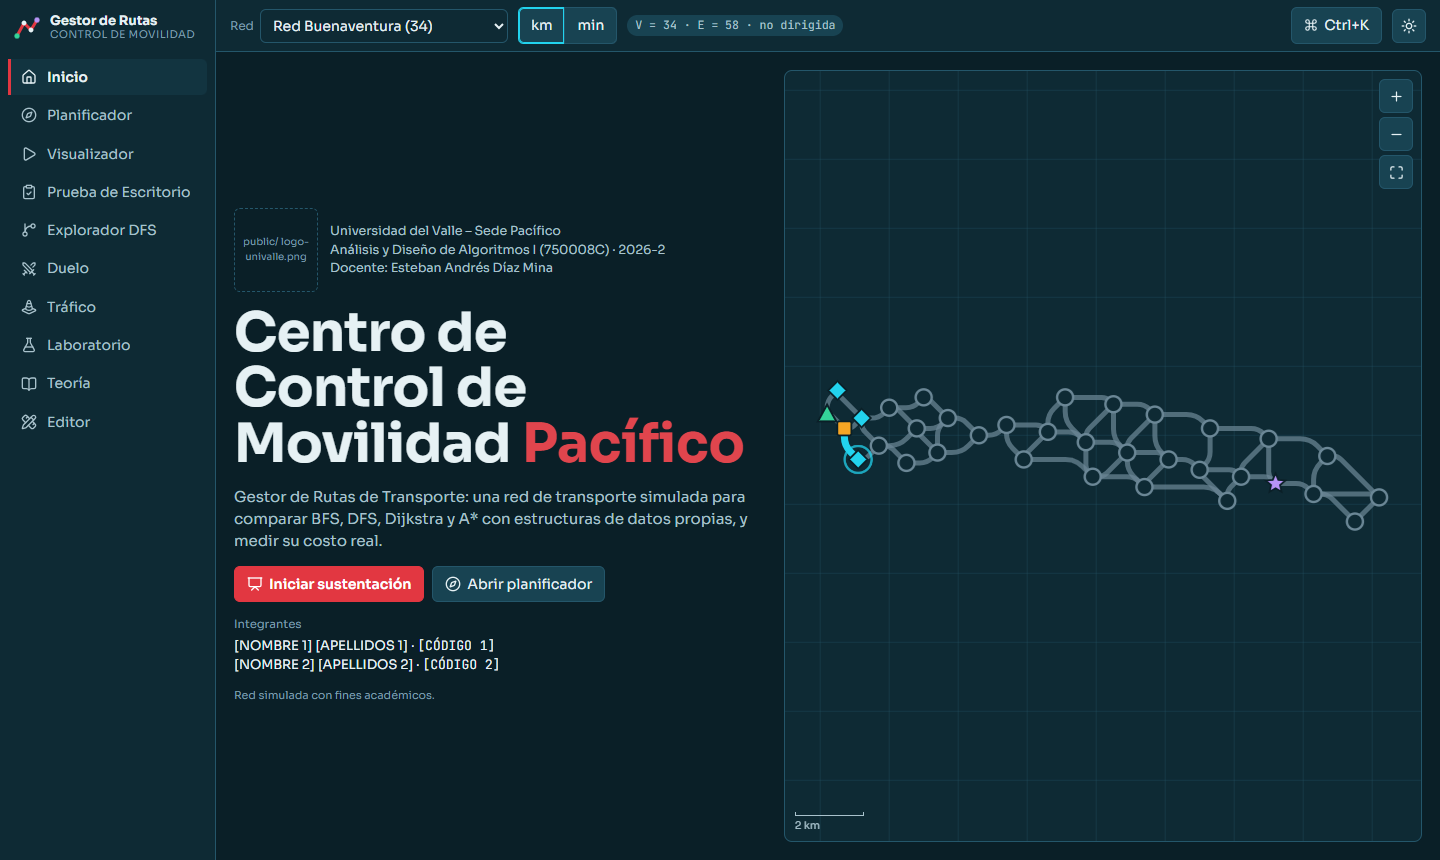 Gestor de Rutas
CONTROL DE MOVILIDAD
Inicio
Planificador
Visualizador
Prueba de Escritorio
Explorador DFS
Duelo
Tráfico
Laboratorio
Teoría
Editor
Red
Red Buenaventura (34)
km
min
V = 34 · E = 58 · no dirigida
⌘ Ctrl+K
public/ logo-
univalle.png
Universidad del Valle – Sede Pacífico
Análisis y Diseño de Algoritmos I (750008C) · 2026-2
Docente: Esteban Andrés Díaz Mina
Centro de
Control de
Movilidad Pacífico
Gestor de Rutas de Transporte: una red de transporte simulada para
comparar BFS, DFS, Dijkstra y A* con estructuras de datos propias, y
medir su costo real.
Iniciar sustentación
Abrir planificador
Integrantes
[NOMBRE 1] [APELLIDOS 1] · [CÓDIGO 1]
[NOMBRE 2] [APELLIDOS 2] · [CÓDIGO 2]
Red simulada con fines académicos.
+
−
2 km